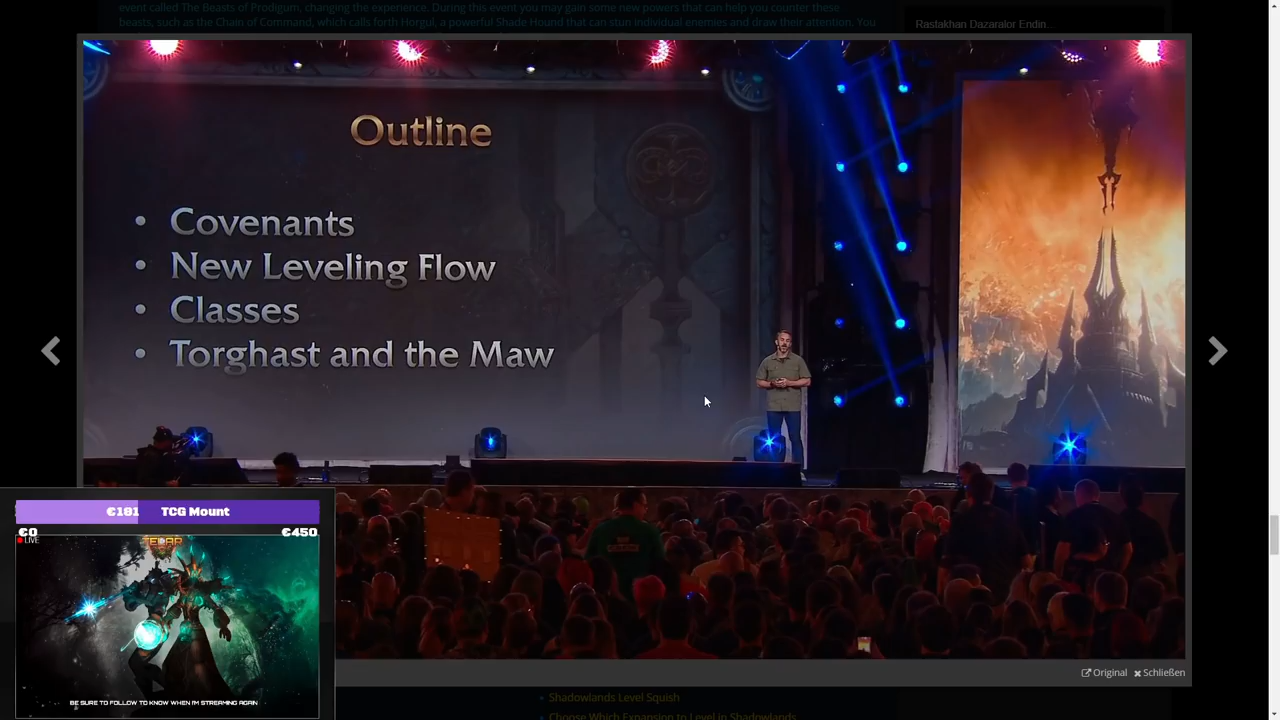 event called The Beasts of Prodigum, changing the experience. During this event you may gain some new powers that can help you counter these
beasts, such as the Chain of Command, which calls forth Horgul, a powerful Shade Hound that can stun individual enemies and draw their attention. You
Rastakhan Dazaralor Endin...
Outline
• Covenants
• New Leveling Flow
• Classes
• Torghast and the Maw
€181 TCG Mount
€0 €450
LIVE
BE SURE TO FOLLOW TO KNOW WHEN I'M STREAMING AGAIN
Original Schließen
• Shadowlands Level Squish
• Choose Which Expansion to Level in Shadowlands